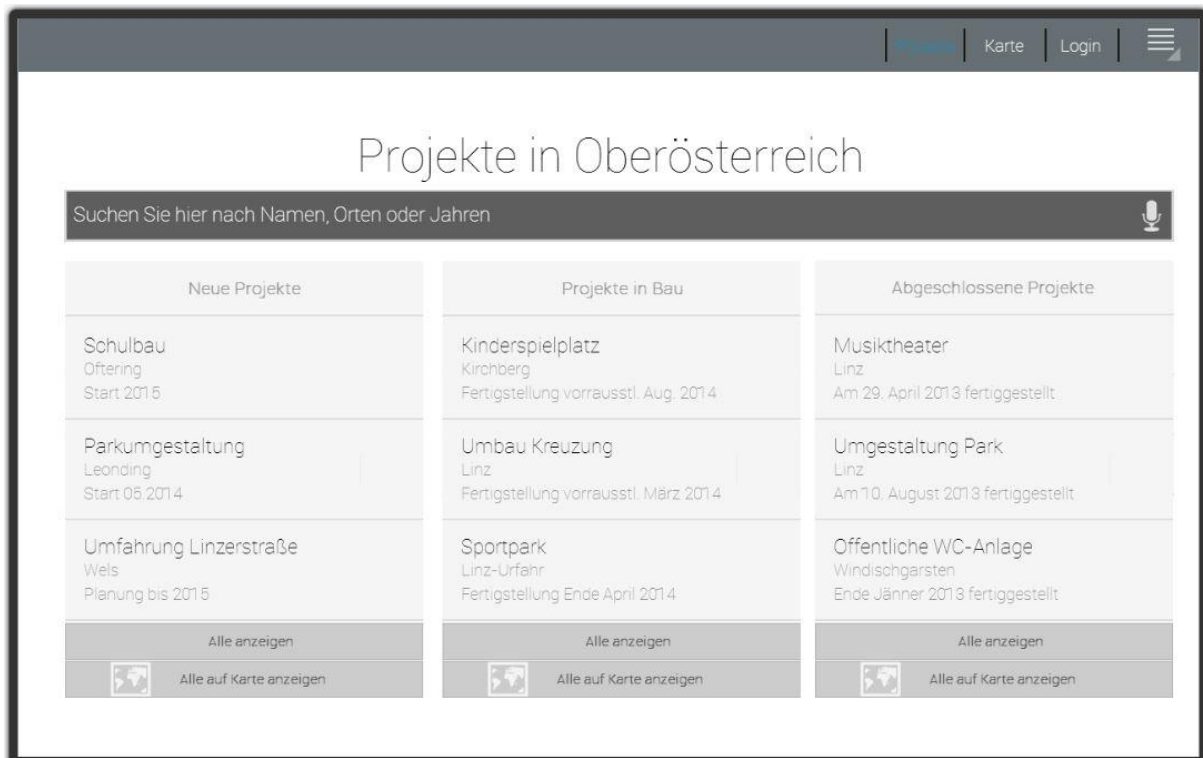 Karte
Login
Projekte in Oberösterreich
Suchen Sie hier nach Namen, Orten oder Jahren
Neue Projekte
Schulbau
Oftering
Start 2015
Parkumgestaltung
Leonding
Start 05.2014
Umfahrung Linzerstraße
Wels
Planung bis 2015
Alle anzeigen
Alle auf Karte anzeigen
Projekte in Bau
Kinderspielplatz
Kirchberg
Fertigstellung vorrausstl. Aug. 2014
Umbau Kreuzung
Linz
Fertigstellung vorrausstl. März 2014
Sportpark
Linz-Urfahr
Fertigstellung Ende April 2014
Alle anzeigen
Alle auf Karte anzeigen
Abgeschlossene Projekte
Musiktheater
Linz
Am 29. April 2013 fertiggestellt
Umgestaltung Park
Linz
Am 10. August 2013 fertiggestellt
Öffentliche WC-Anlage
Windischgarsten
Ende Jänner 2013 fertiggestellt
Alle anzeigen
Alle auf Karte anzeigen